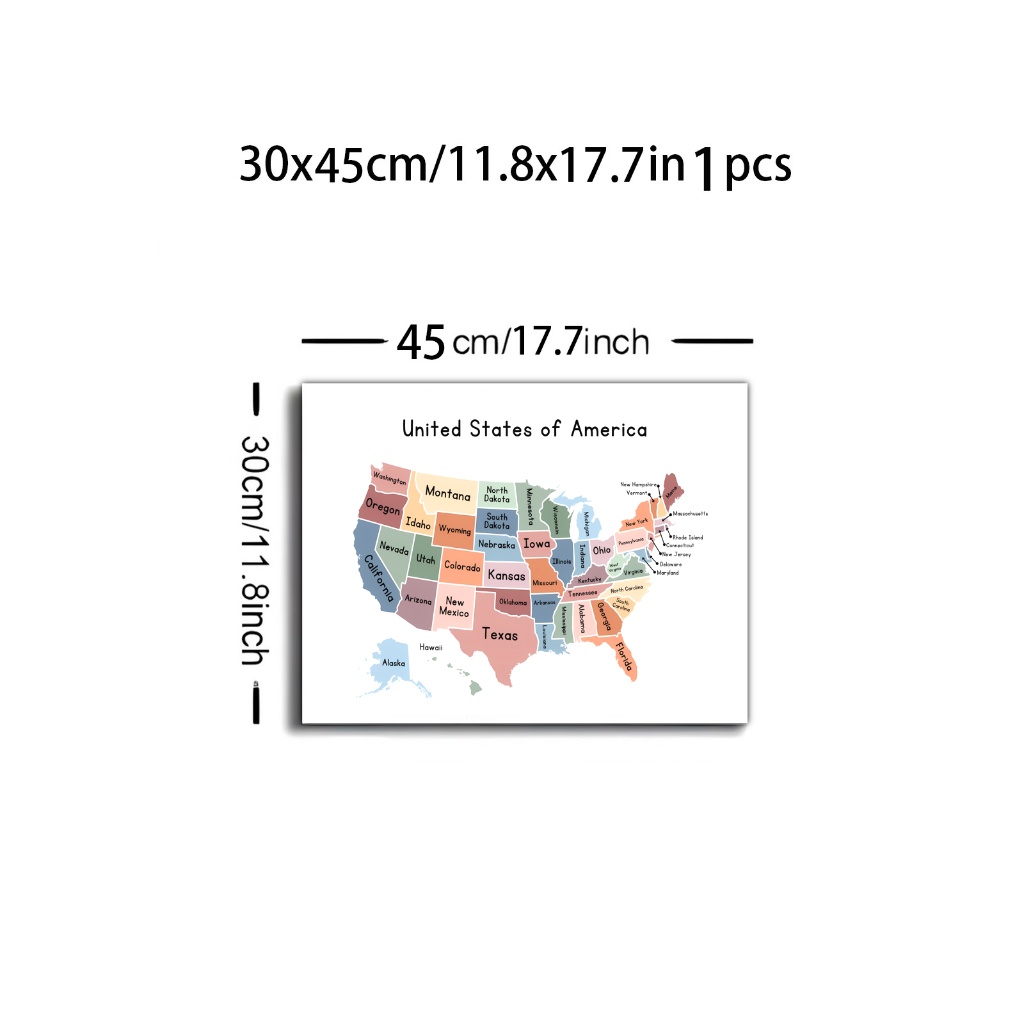 30x45cm/11.8x17.7in 1 pcs
45 cm/17.7inch
30cm/11.8inch
United States of America
Washington
Oregon
Idaho
Montana
North
Dakota
Minnesota
Wisconsin
Michigan
New Hampshire
Vermont
Maine
Massachusetts
New York
Rhode Island
Connecticut
New Jersey
Delaware
Maryland
Pennsylvania
South
Dakota
Wyoming
Nebraska
Iowa
Illinois
Indiana
Ohio
West
Virginia
Virginia
Nevada
Utah
Colorado
Kansas
Missouri
Kentucky
California
Arizona
New
Mexico
Oklahoma
Arkansas
Tennessee
North Carolina
South
Carolina
Texas
Louisiana
Mississippi
Alabama
Georgia
Florida
Alaska
Hawaii